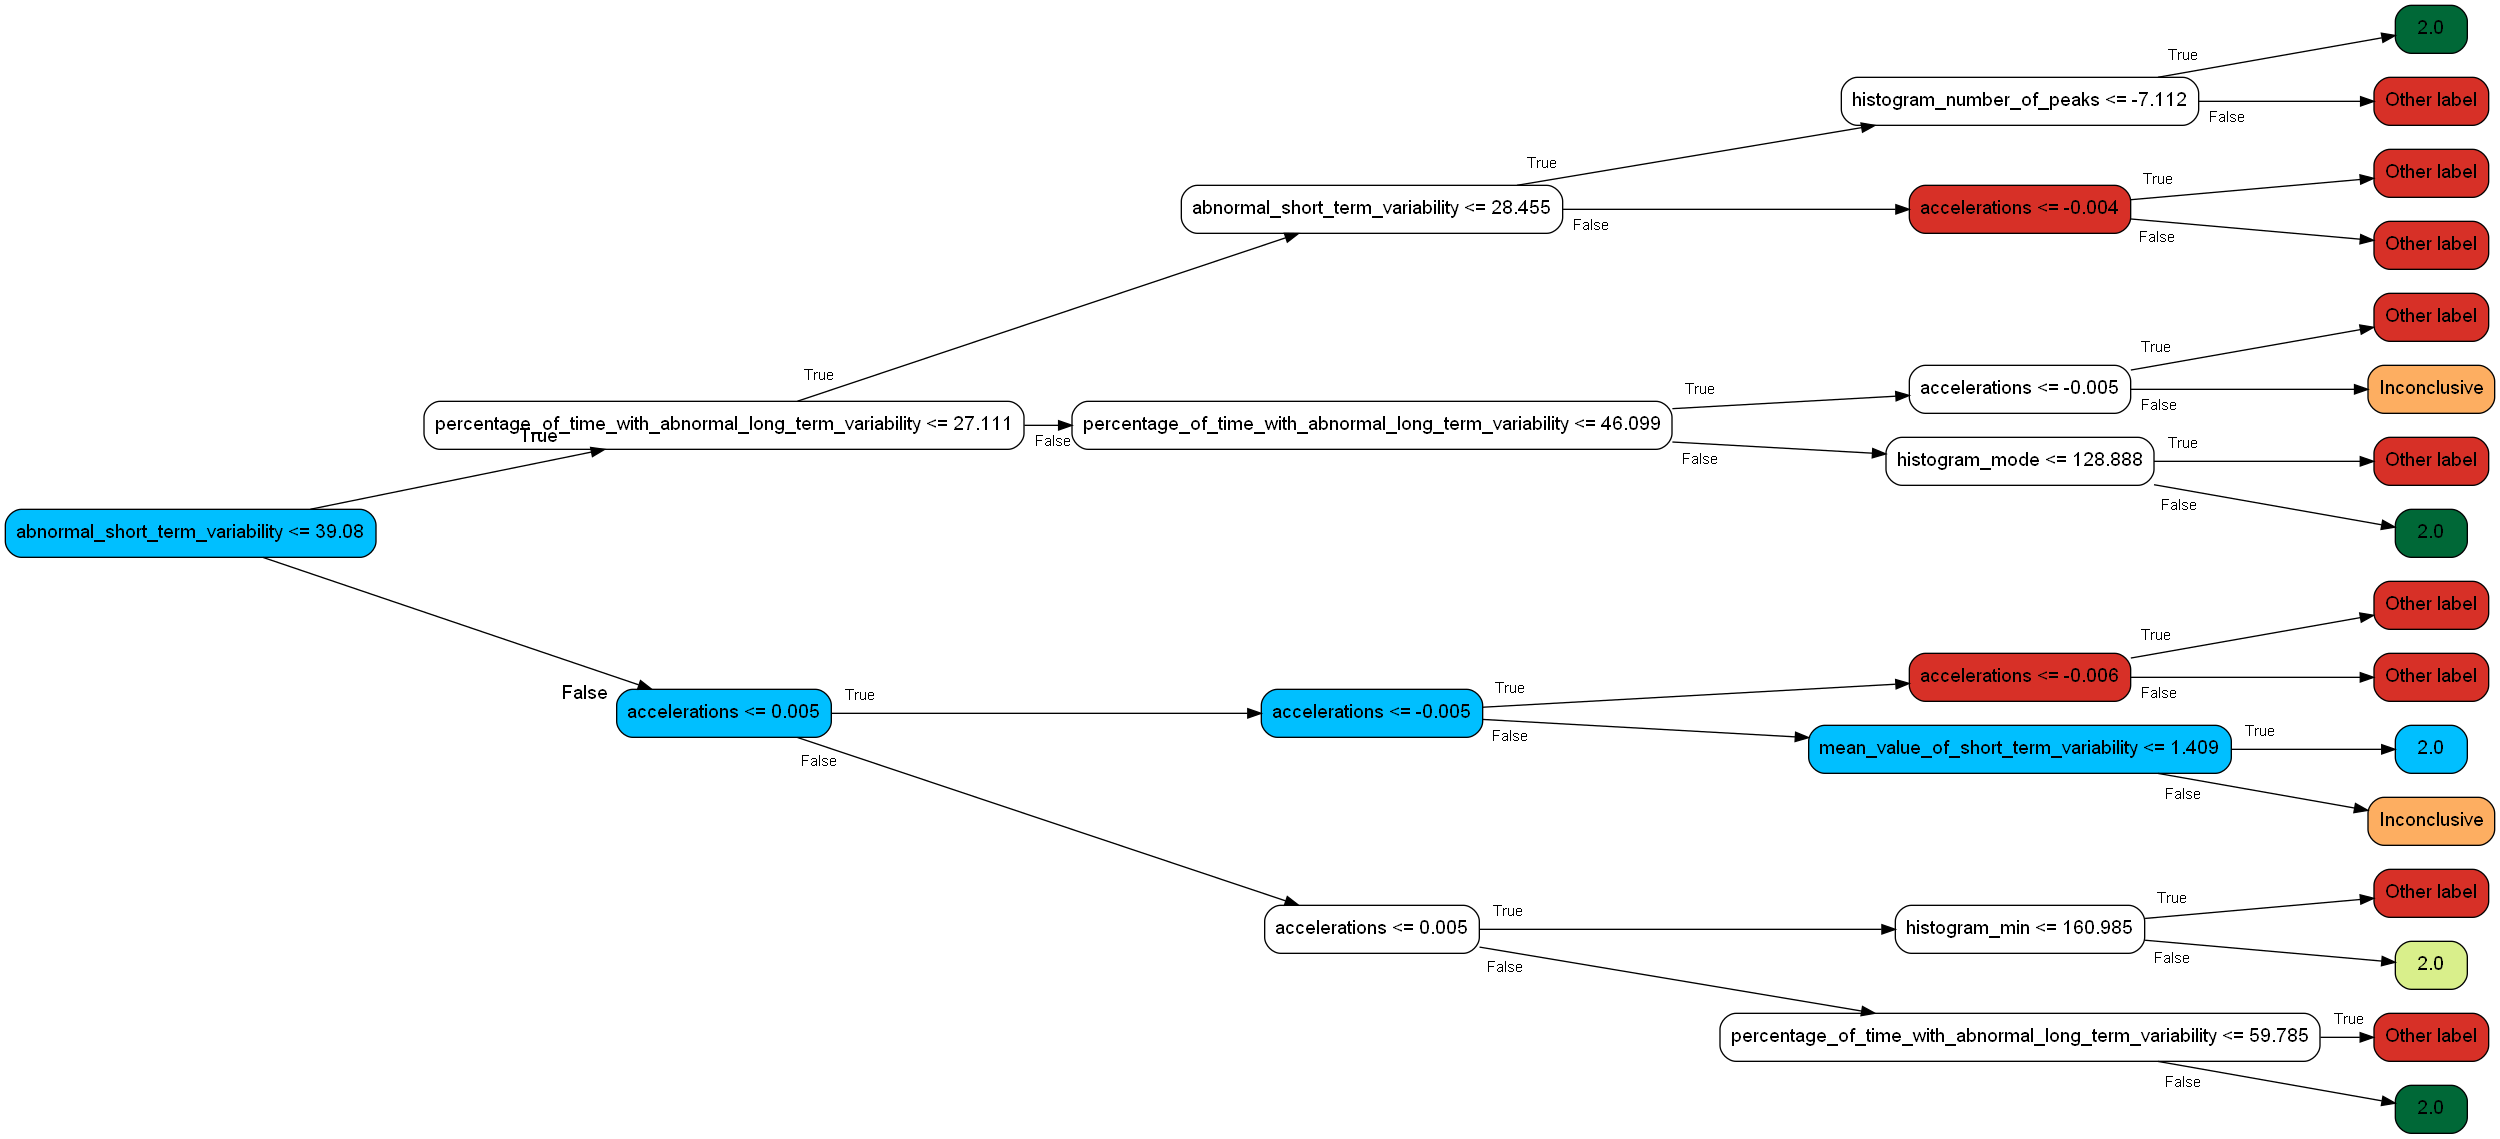 2.0
True
histogram_number_of_peaks <= -7.112
Other label
False
True
abnormal_short_term_variability <= 28.455
False
Other label
True
accelerations <= -0.004
False
Other label
Other label
True
True
accelerations <= -0.005
False
Inconclusive
True
percentage_of_time_with_abnormal_long_term_variability <= 27.111
True
False
percentage_of_time_with_abnormal_long_term_variability <= 46.099
True
False
histogram_mode <= 128.888
True
Other label
False
2.0
abnormal_short_term_variability <= 39.08
False
Other label
True
accelerations <= -0.006
False
Other label
accelerations <= 0.005
True
accelerations <= -0.005
True
False
mean_value_of_short_term_variability <= 1.409
True
2.0
False
Inconclusive
False
Other label
True
accelerations <= 0.005
True
histogram_min <= 160.985
False
2.0
False
percentage_of_time_with_abnormal_long_term_variability <= 59.785
True
Other label
False
2.0